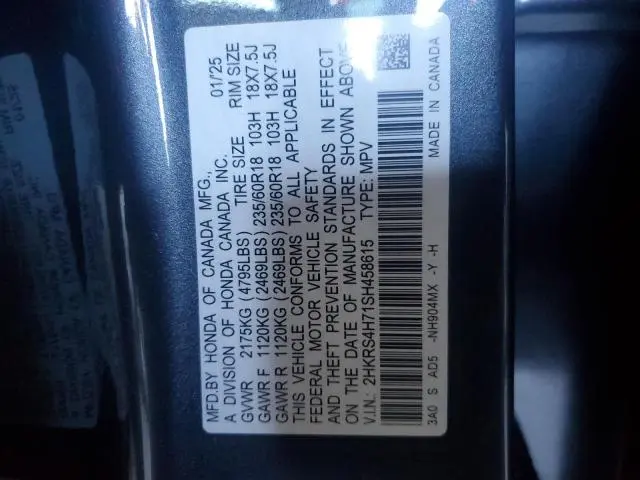 MFD.BY HONDA OF CANADA MFG., 01/'25
A DIVISION OF HONDA CANADA INC.
GVWR 2175KG (4795LBS) TIRE SIZE RIM SIZE
GAWR F 1120KG (2469LBS) 235/60R18 103H 18X7.5J
GAWR R 1120KG (2469LBS) 235/60R18 103H 18X7.5J
THIS VEHICLE CONFORMS TO ALL APPLICABLE
FEDERAL MOTOR VEHICLE SAFETY
AND THEFT PREVENTION STANDARDS IN EFFECT
ON THE DATE OF MANUFACTURE SHOWN ABOVE.
V.I.N.: 2HKRS4H71SH458615 TYPE: MPV
3A0 S AD5 -NH904MX -Y -H MADE IN CANADA